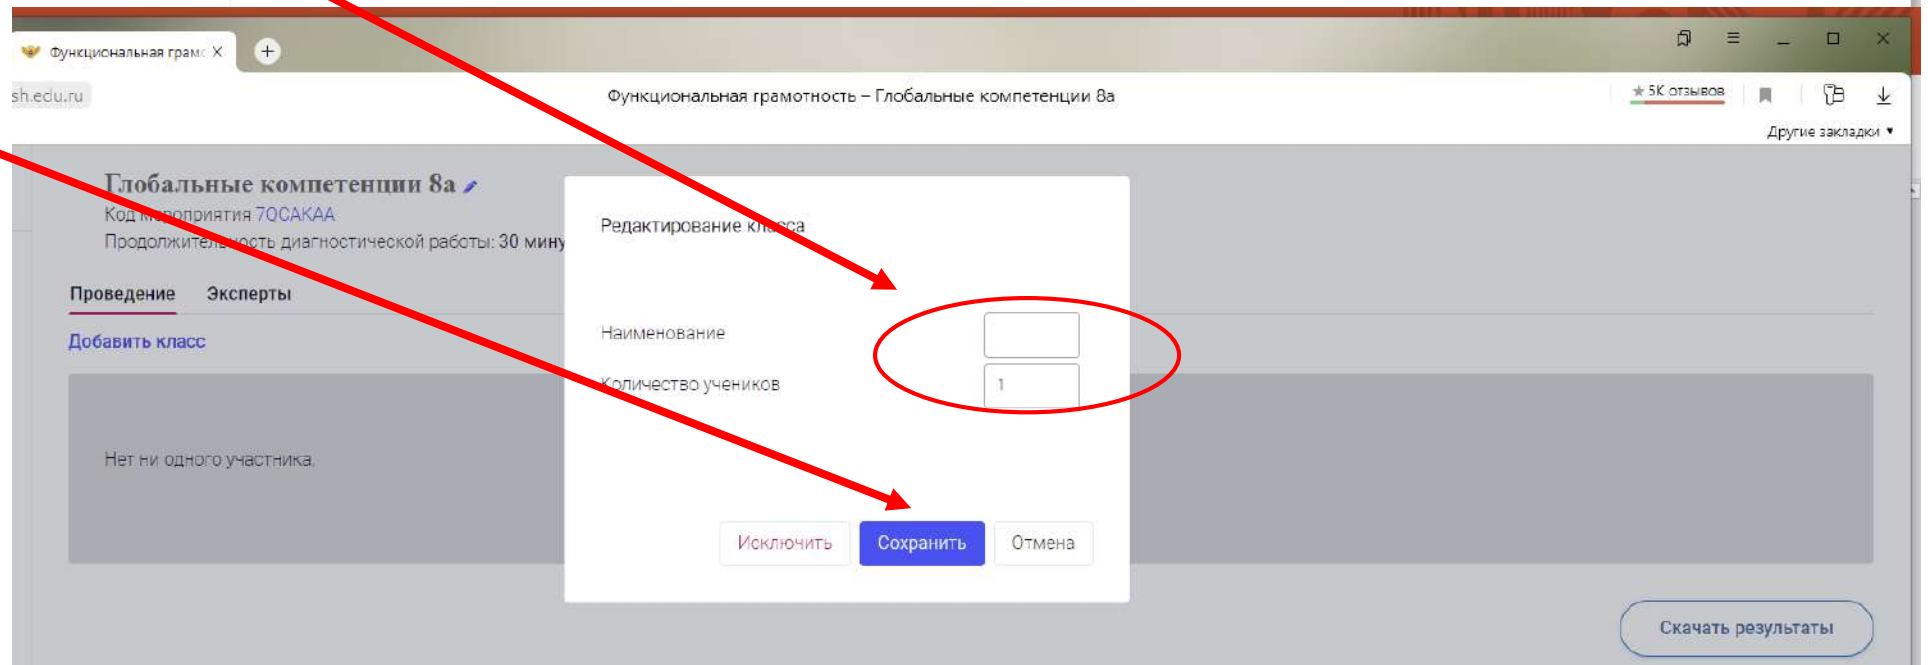 Функциональная грамо
sh.edu.ru
Функциональная грамотность – Глобальные компетенции 8а
5К отзывов
Другие закладки
Глобальные компетенции 8а
Код мероприятия 7QCAKAA
Продолжительность диагностической работы: 30 мину
Проведение Эксперты
Добавить класс
Нет ни одного участника.
Редактирование класса
Наименование
Количество учеников 1
Исключить Сохранить Отмена
Скачать результаты